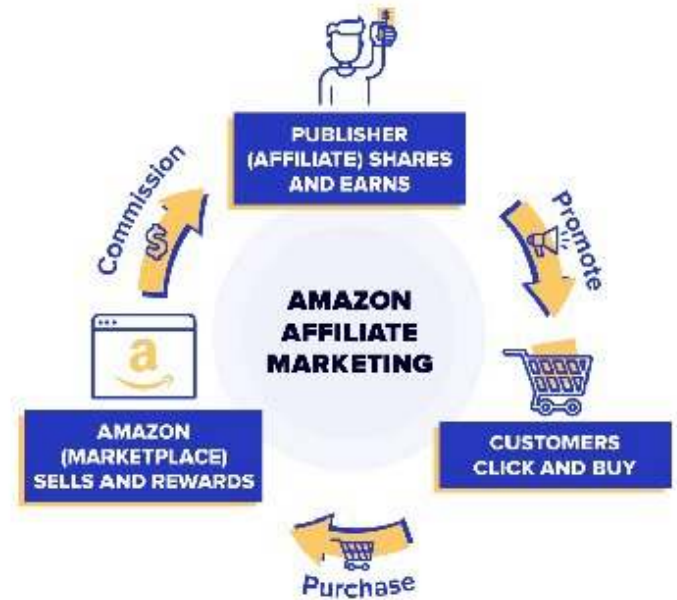 PUBLISHER
(AFFILIATE) SHARES
AND EARNS
Commission
$
Promote
AMAZON
AFFILIATE
MARKETING
a
AMAZON
(MARKETPLACE)
SELLS AND REWARDS
CUSTOMERS
CLICK AND BUY
Purchase